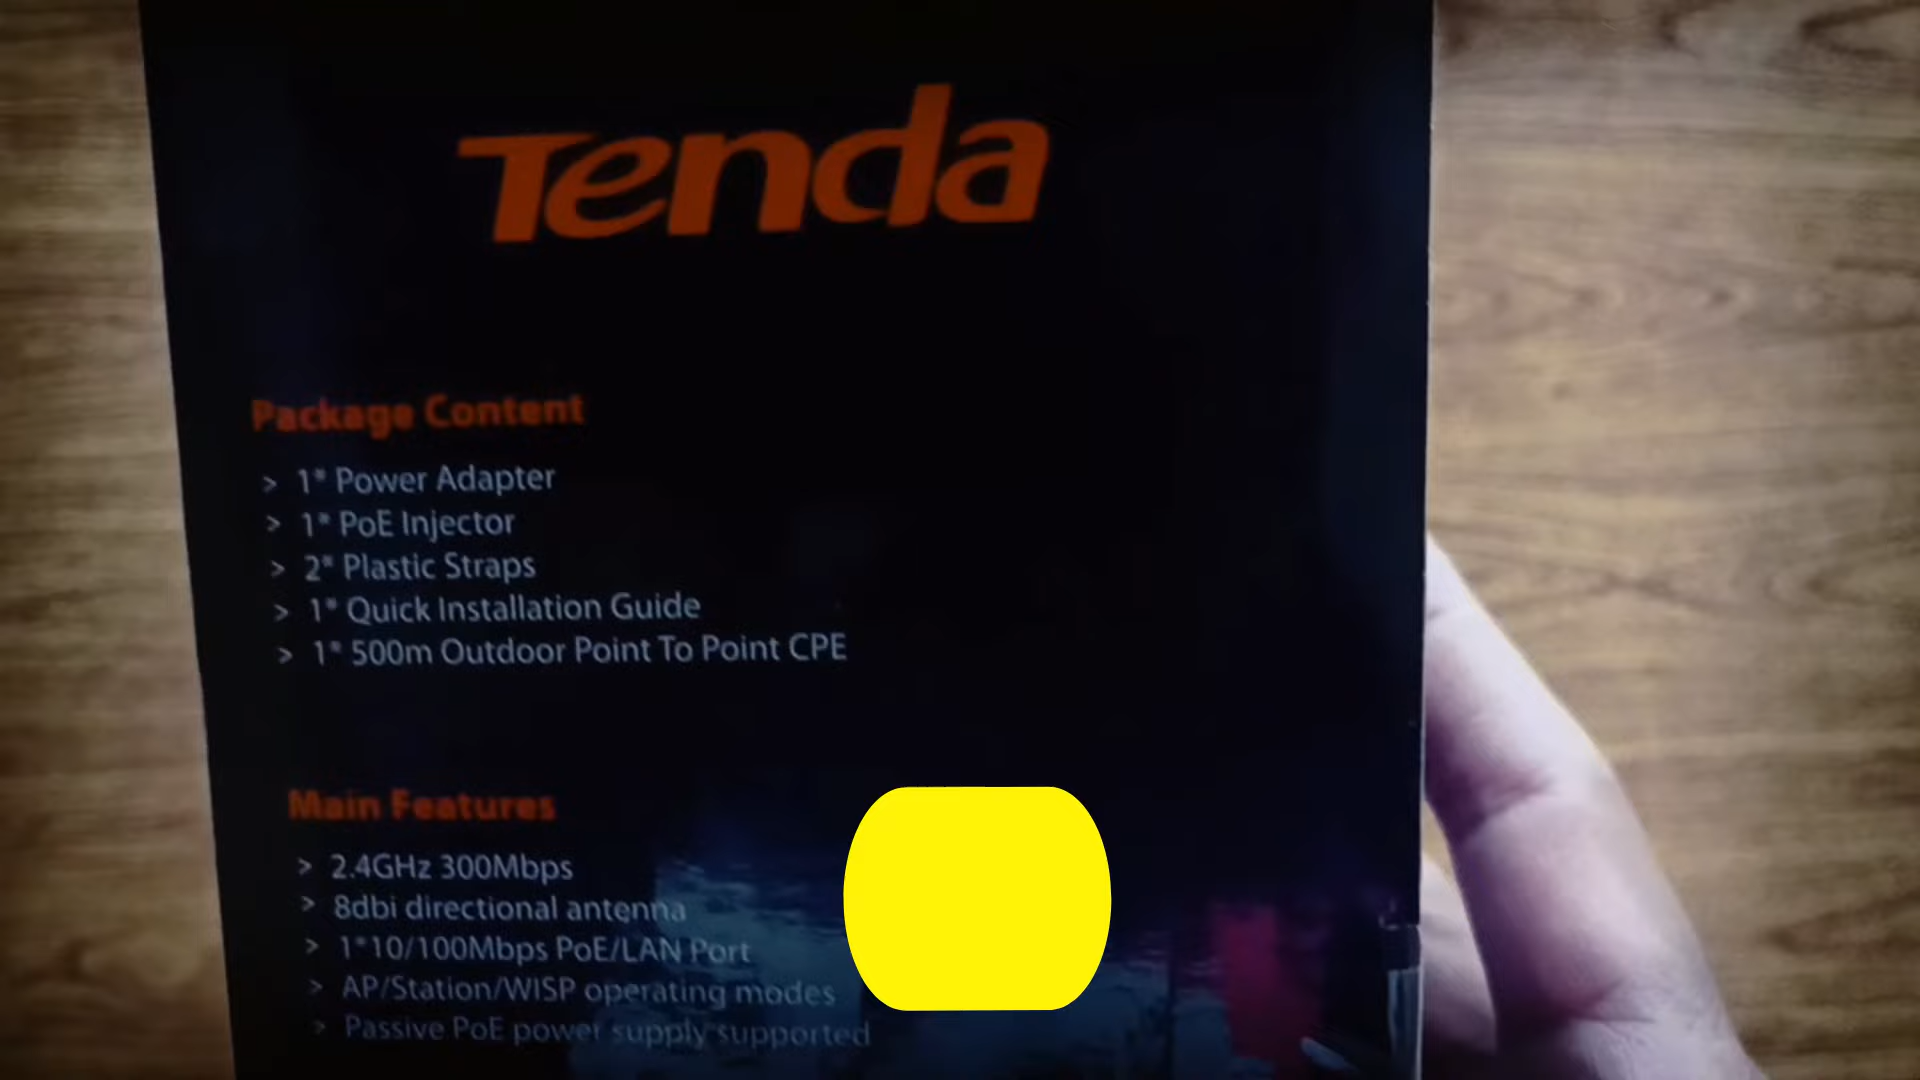 Tenda
Package Content
> 1* Power Adapter
> 1* PoE Injector
> 2* Plastic Straps
> 1* Quick Installation Guide
> 1* 500m Outdoor Point To Point CPE
Main Features
> 2.4GHz 300Mbps
> 8dbi directional antenna
> 1*10/100Mbps PoE/LAN Port
> AP/Station/WISP operating modes
> Passive PoE power supply supported